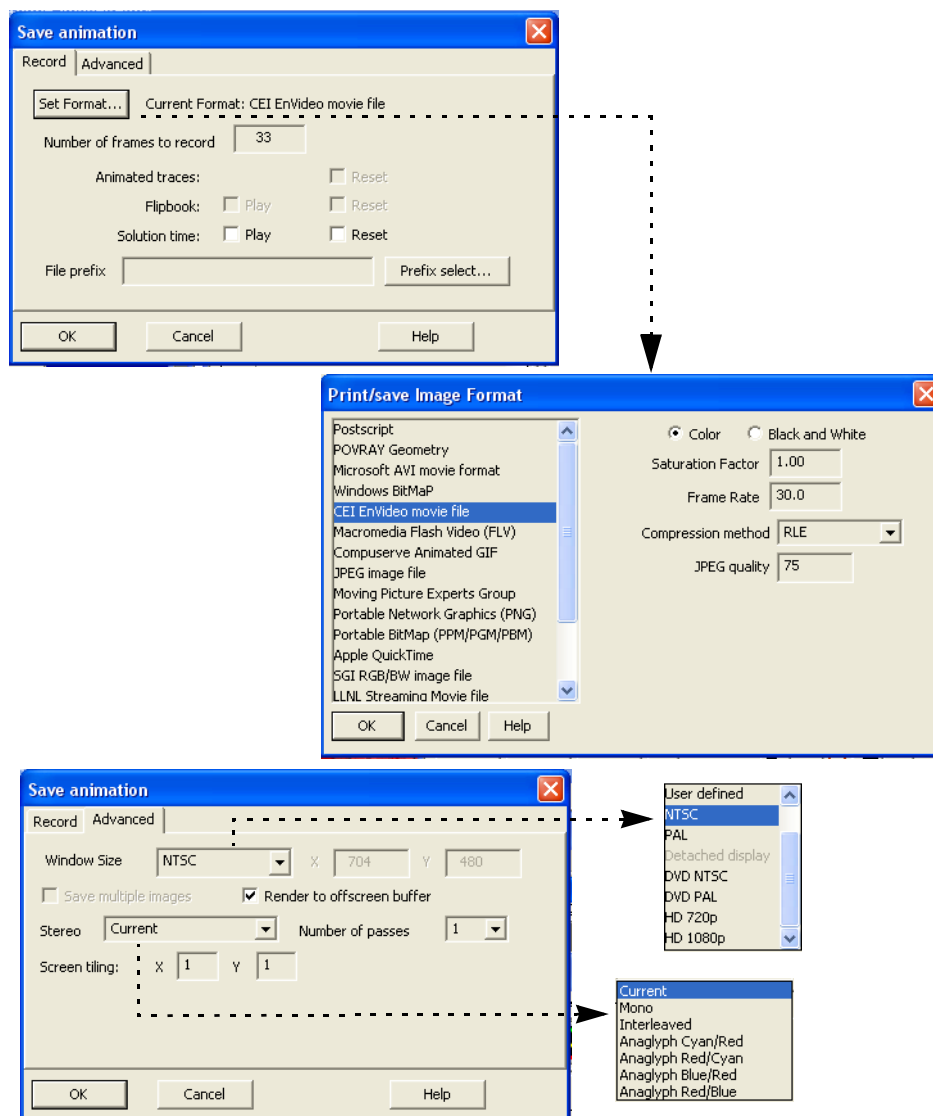 Save animation
Record Advanced
Set Format... Current Format: CEI EnVideo movie file
Number of frames to record 33
Animated traces: Reset
Flipbook: Play Reset
Solution time: Play Reset
File prefix Prefix select...
OK Cancel Help
Print/save Image Format
Postscript
POVRAY Geometry
Microsoft AVI movie format
Windows BitMaP
CEI EnVideo movie file
Macromedia Flash Video (FLV)
Compuserve Animated GIF
JPEG image file
Moving Picture Experts Group
Portable Network Graphics (PNG)
Portable BitMap (PPM/PGM/PBM)
Apple QuickTime
SGI RGB/BW image file
LLNL Streaming Movie file
Color Black and White
Saturation Factor 1.00
Frame Rate 30.0
Compression method RLE
JPEG quality 75
OK Cancel Help
Save animation
Record Advanced
Window Size NTSC X 704 Y 480
Save multiple images Render to offscreen buffer
Stereo Current Number of passes 1
Screen tiling: X 1 Y 1
OK Cancel Help
User defined
NTSC
PAL
Detached display
DVD NTSC
DVD PAL
HD 720p
HD 1080p
Current
Mono
Interleaved
Anaglyph Cyan/Red
Anaglyph Red/Cyan
Anaglyph Blue/Red
Anaglyph Red/Blue